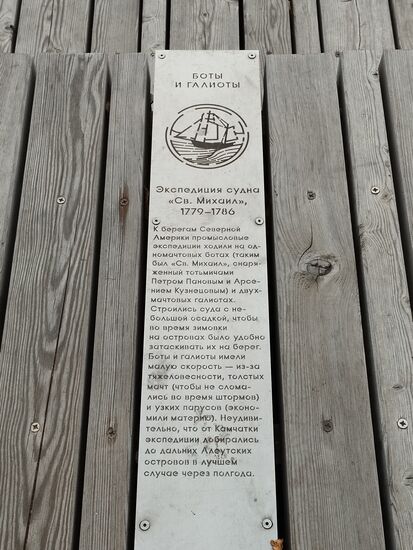 БОТЫ
И ГАЛИОТЫ
Экспедиция судна
«Св. Михаил»,
1779–1786
К берегам Северной
Америки промысловые
экспедиции ходили на од-
номачтовых ботах (таким
был «Св. Михаил», снаря-
женный тотьмичами
Петром Пановым и Арсе-
нием Кузнецовым) и двух-
мачтовых галиотах.
Строились суда с не-
большой осадкой, чтобы
во время зимовки
на островах было удобно
затаскивать их на берег.
Боты и галиоты имели
малую скорость — из-за
тяжеловесности, толстых
мачт (чтобы не слома-
лись во время штормов)
и узких парусов (эконо-
мили материю). Неудиви-
тельно, что от Камчатки
экспедиции добирались
до дальних Алеутских
островов в лучшем
случае через полгода.